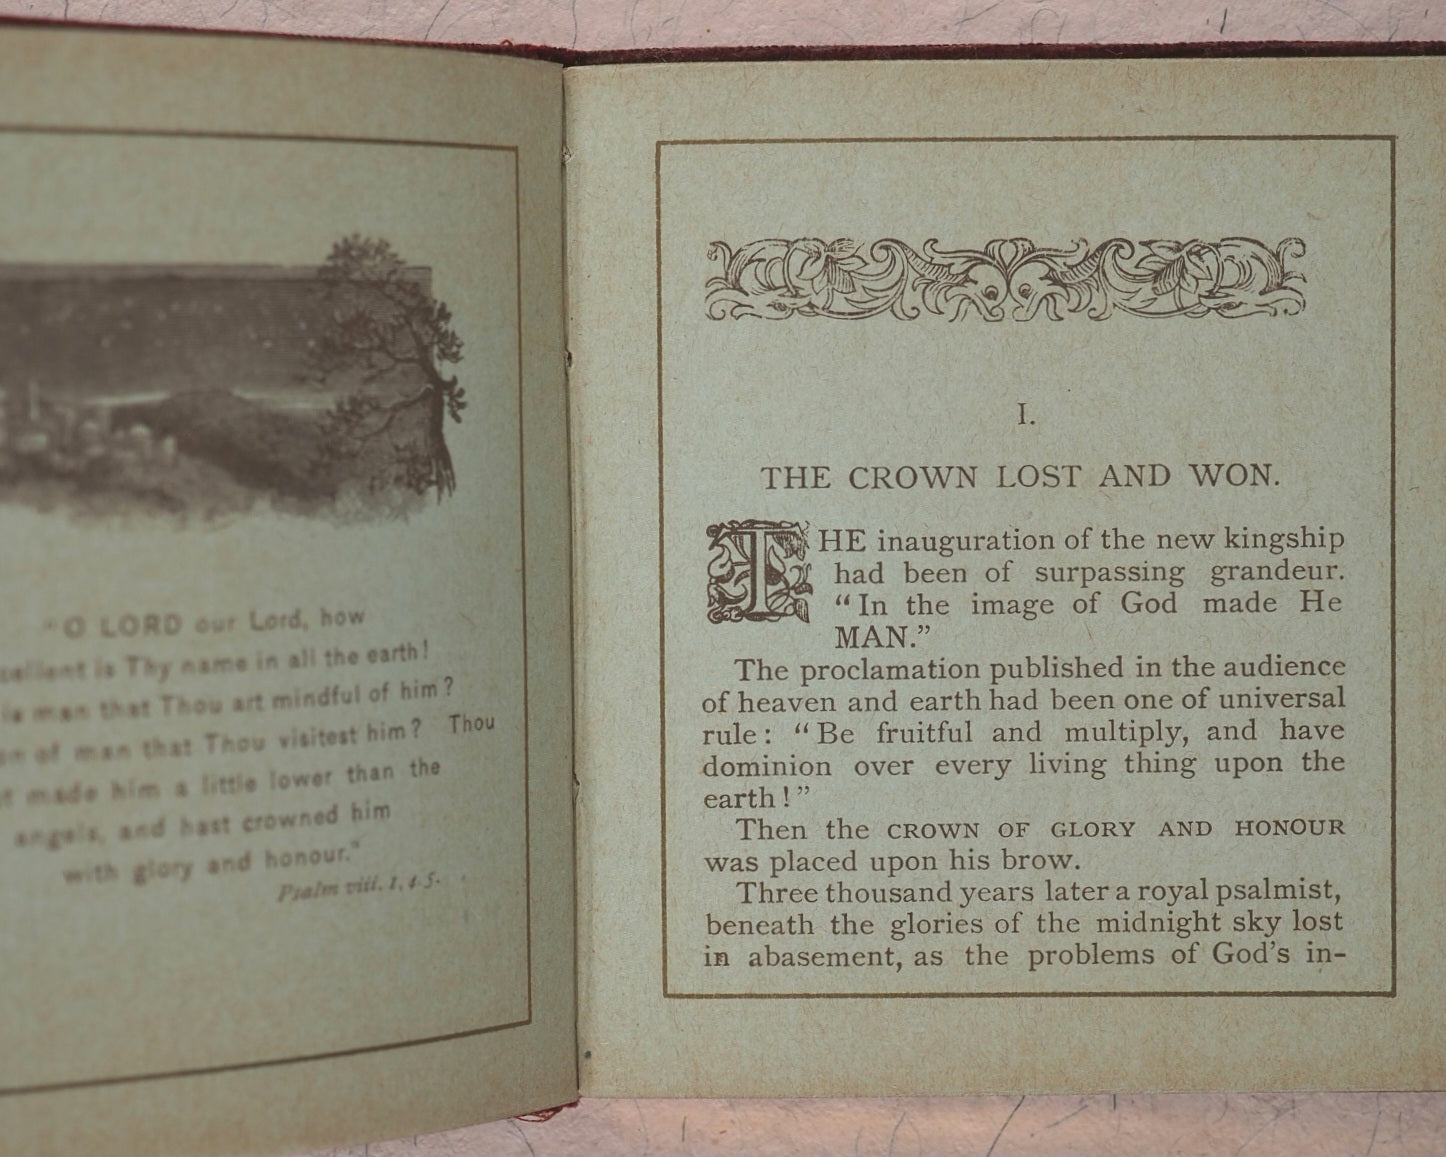 "O LORD our Lord, how
is Thy name in all the earth!
is man that Thou art mindful of him?
of man that Thou visitest him? Thou
made him a little lower than the
angels, and hast crowned him
with glory and honour."
Psalm viii. 1, 4-5.
I.
THE CROWN LOST AND WON.
THE inauguration of the new kingship
had been of surpassing grandeur.
“In the image of God made He
MAN.”
The proclamation published in the audience
of heaven and earth had been one of universal
rule: “Be fruitful and multiply, and have
dominion over every living thing upon the
earth!”
Then the CROWN OF GLORY AND HONOUR
was placed upon his brow.
Three thousand years later a royal psalmist,
beneath the glories of the midnight sky lost
in abasement, as the problems of God’s in-